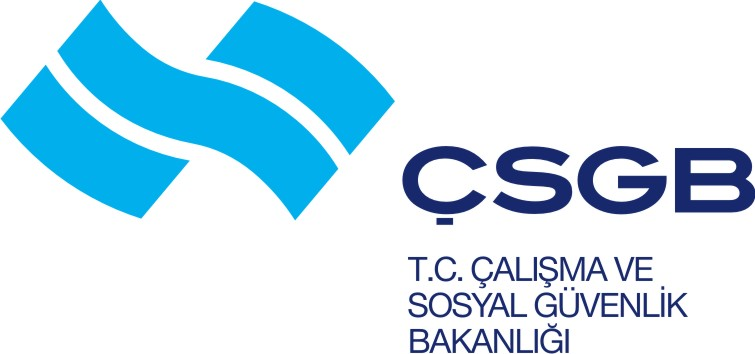 ÇSGB
T.C. ÇALIŞMA VE
SOSYAL GÜVENLİK
BAKANLIĞI